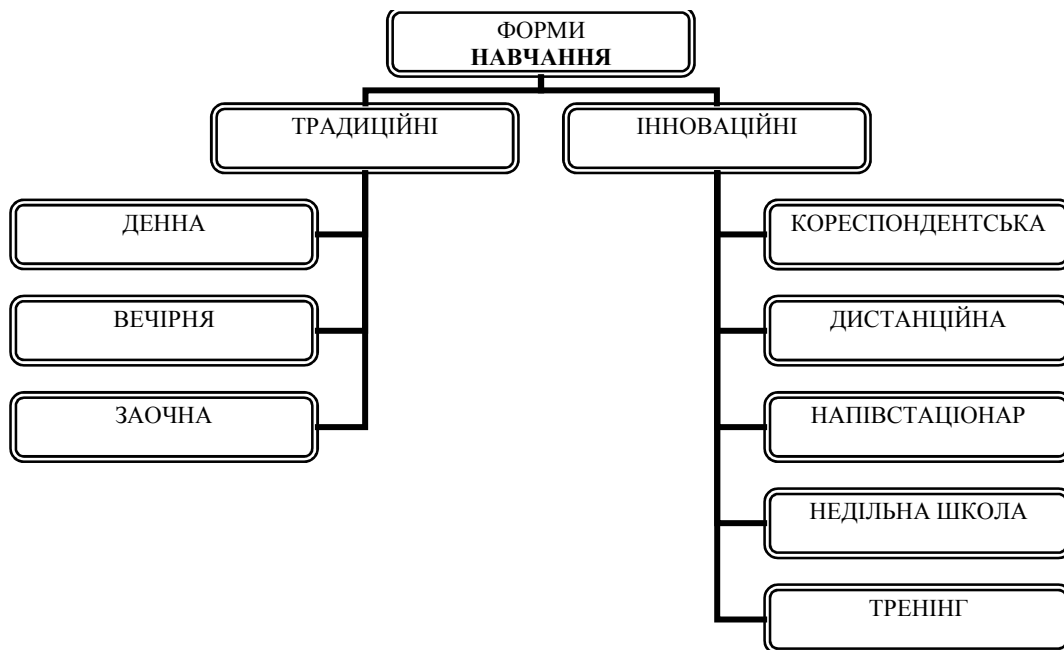 ФОРМИ
НАВЧАННЯ
ТРАДИЦІЙНІ
ІННОВАЦІЙНІ
ДЕННА
КОРЕСПОНДЕНТСЬКА
ВЕЧІРНЯ
ДИСТАНЦІЙНА
ЗАОЧНА
НАПІВСТАЦІОНАР
НЕДІЛЬНА ШКОЛА
ТРЕНІНГ